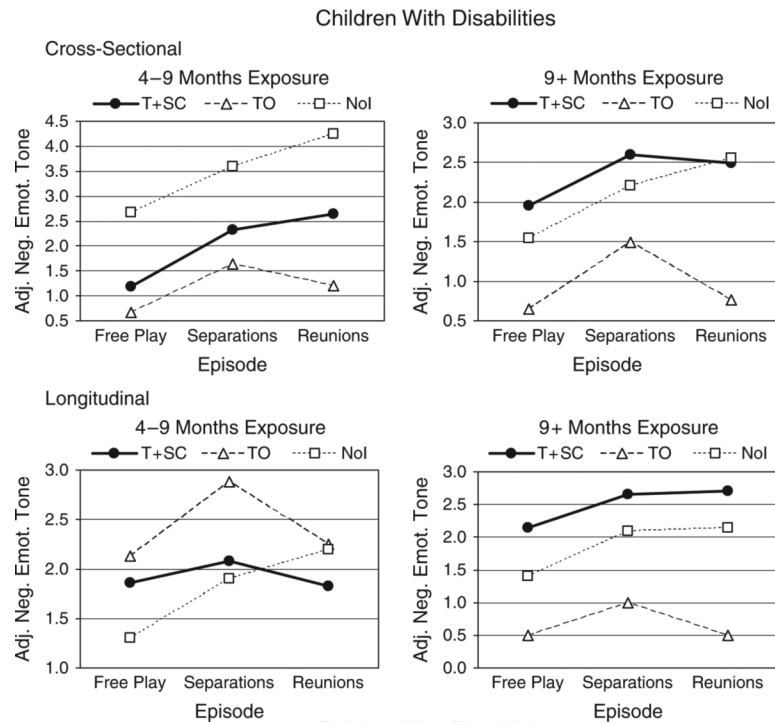 Children With Disabilities
Cross-Sectional
4–9 Months Exposure
T+SC TO NoI
Adj. Neg. Emot. Tone
4.5
4.0
3.5
3.0
2.5
2.0
1.5
1.0
0.5
Free Play Separations Reunions
Episode
9+ Months Exposure
T+SC TO NoI
Adj. Neg. Emot. Tone
3.0
2.5
2.0
1.5
1.0
0.5
Free Play Separations Reunions
Episode
Longitudinal
4–9 Months Exposure
T+SC TO NoI
Adj. Neg. Emot. Tone
3.0
2.5
2.0
1.5
1.0
Free Play Separations Reunions
Episode
9+ Months Exposure
T+SC TO NoI
Adj. Neg. Emot. Tone
3.0
2.5
2.0
1.5
1.0
0.5
0.0
Free Play Separations Reunions
Episode